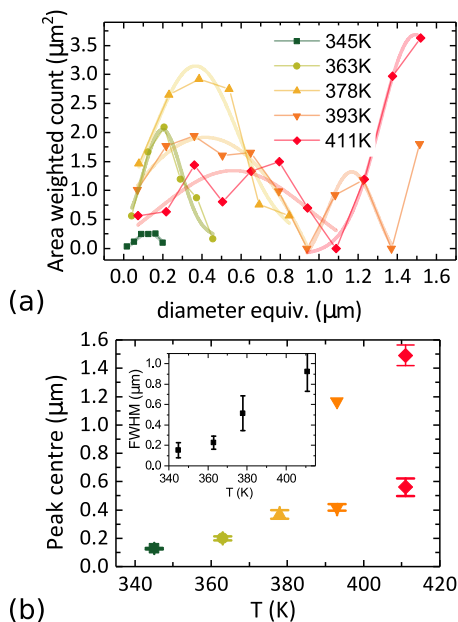 3.5
3.0
2.5
2.0
1.5
1.0
0.5
0.0
Area weighted count (μm²)
345K
363K
378K
393K
411K
0.0 0.2 0.4 0.6 0.8 1.0 1.2 1.4 1.6
diameter equiv. (μm)
(a)
1.6
1.4
1.2
1.0
0.8
0.6
0.4
0.2
0.0
Peak centre (μm)
1.0
0.8
0.6
0.4
0.2
0.0
FWHM (μm)
340 360 380 400
T (K)
340 360 380 400 420
T (K)
(b)